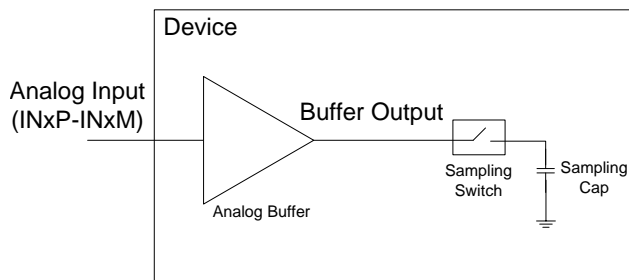 Device
Analog Input
(INxP-INxM)
Buffer Output
Analog Buffer
Sampling
Switch
Sampling
Cap